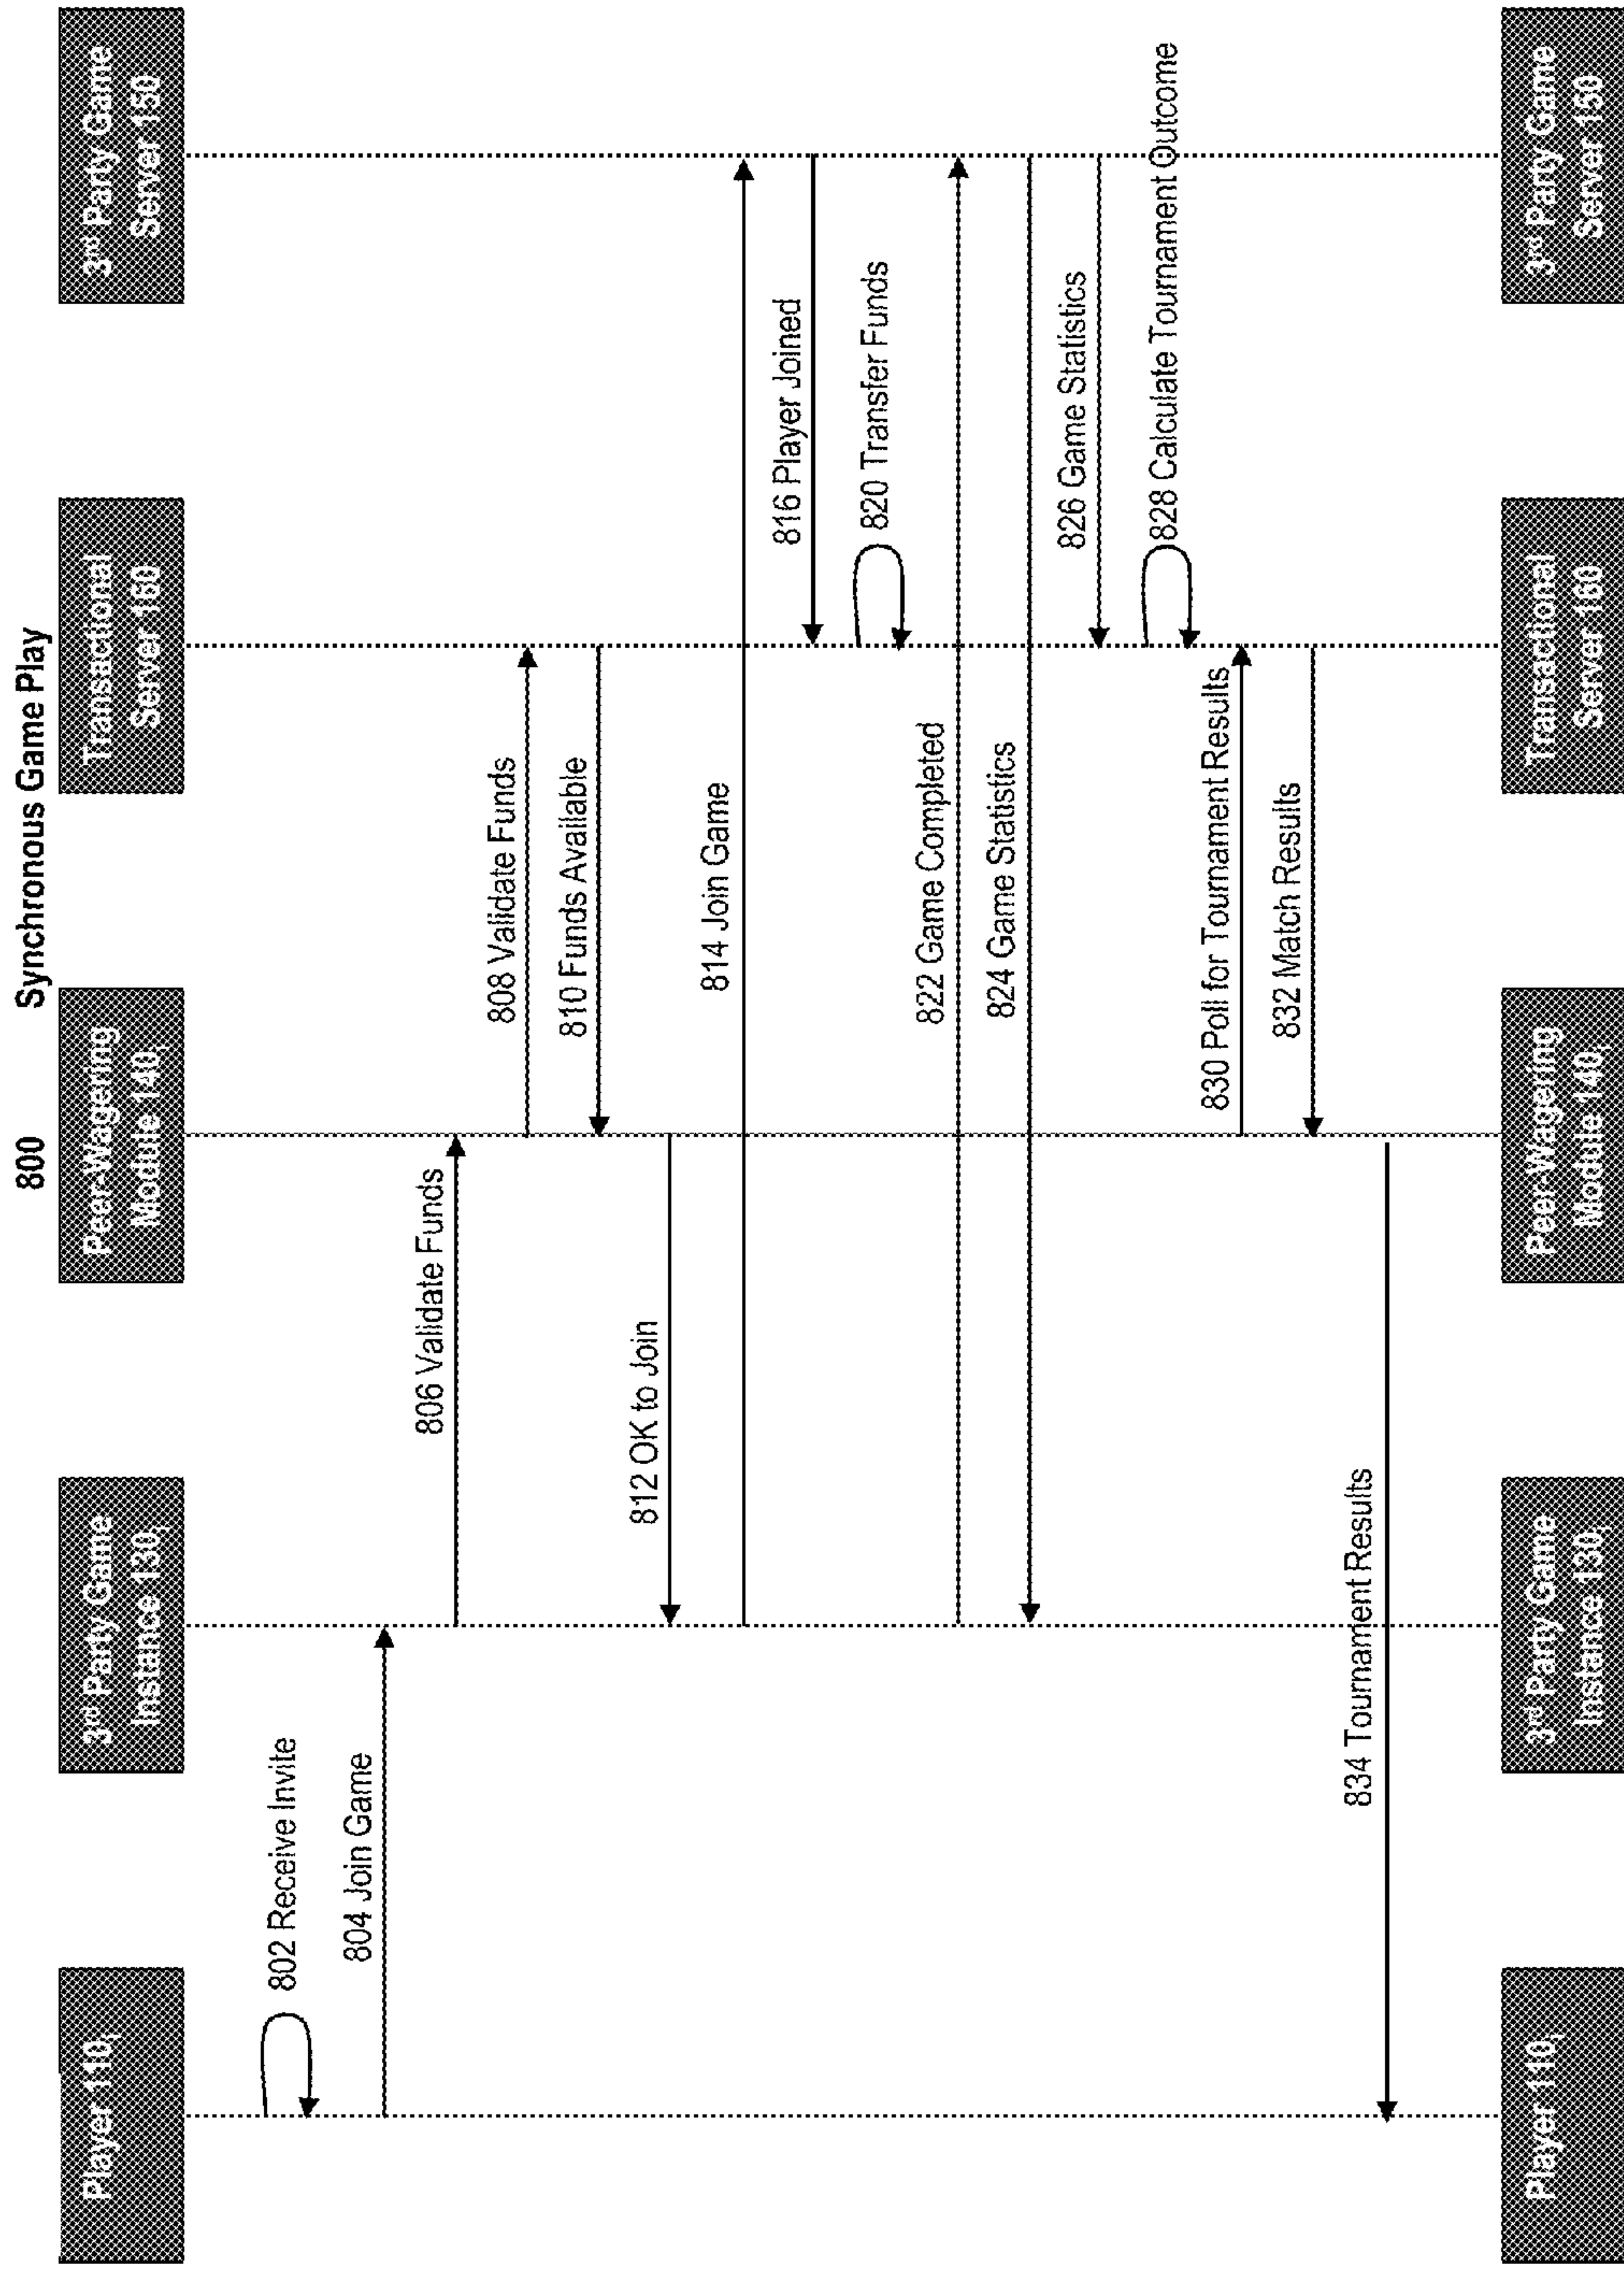 800 Synchronous Game Play
Player 110,
3rd Party Game
Instance 130,
Peer-Wagering
Module 140,
Transactional
Server 160
3rd Party Game
Server 150
802 Receive Invite
804 Join Game
806 Validate Funds
808 Validate Funds
810 Funds Available
812 OK to Join
814 Join Game
816 Player Joined
820 Transfer Funds
822 Game Completed
824 Game Statistics
826 Game Statistics
828 Calculate Tournament Outcome
830 Poll for Tournament Results
832 Match Results
834 Tournament Results
Player 110,
3rd Party Game
Instance 130,
Peer-Wagering
Module 140,
Transactional
Server 160
3rd Party Game
Server 150